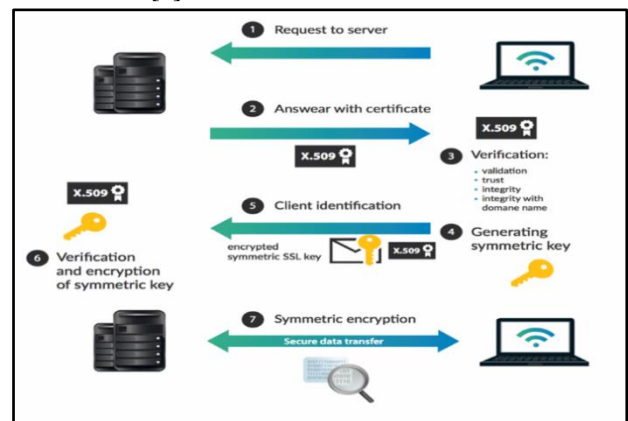 1 Request to server
2 Answear with certificate
X.509
X.509
3 Verification:
• validation
• trust
• integrity
• integrity with
domane name
X.509
5 Client identification
encrypted
symmetric SSL key
X.509
4 Generating
symmetric key
6 Verification
and encryption
of symmetric key
7 Symmetric encryption
Secure data transfer